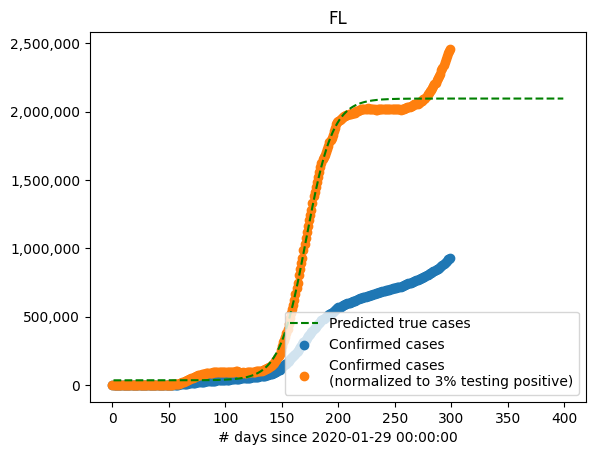 FL
2,500,000
2,000,000
1,500,000
1,000,000
500,000
0
Predicted true cases
Confirmed cases
Confirmed cases
(normalized to 3% testing positive)
0 50 100 150 200 250 300 350 400
# days since 2020-01-29 00:00:00